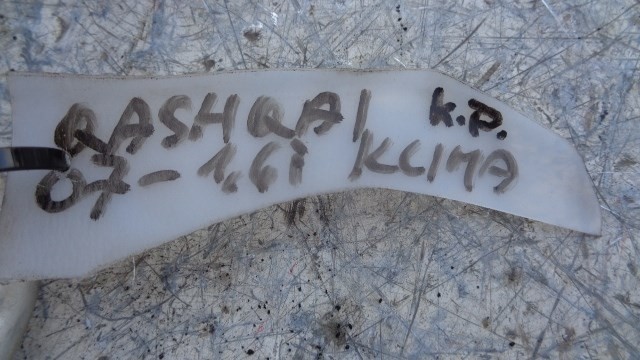 QASHQAI K.P.
07- 1,6i KLIMA